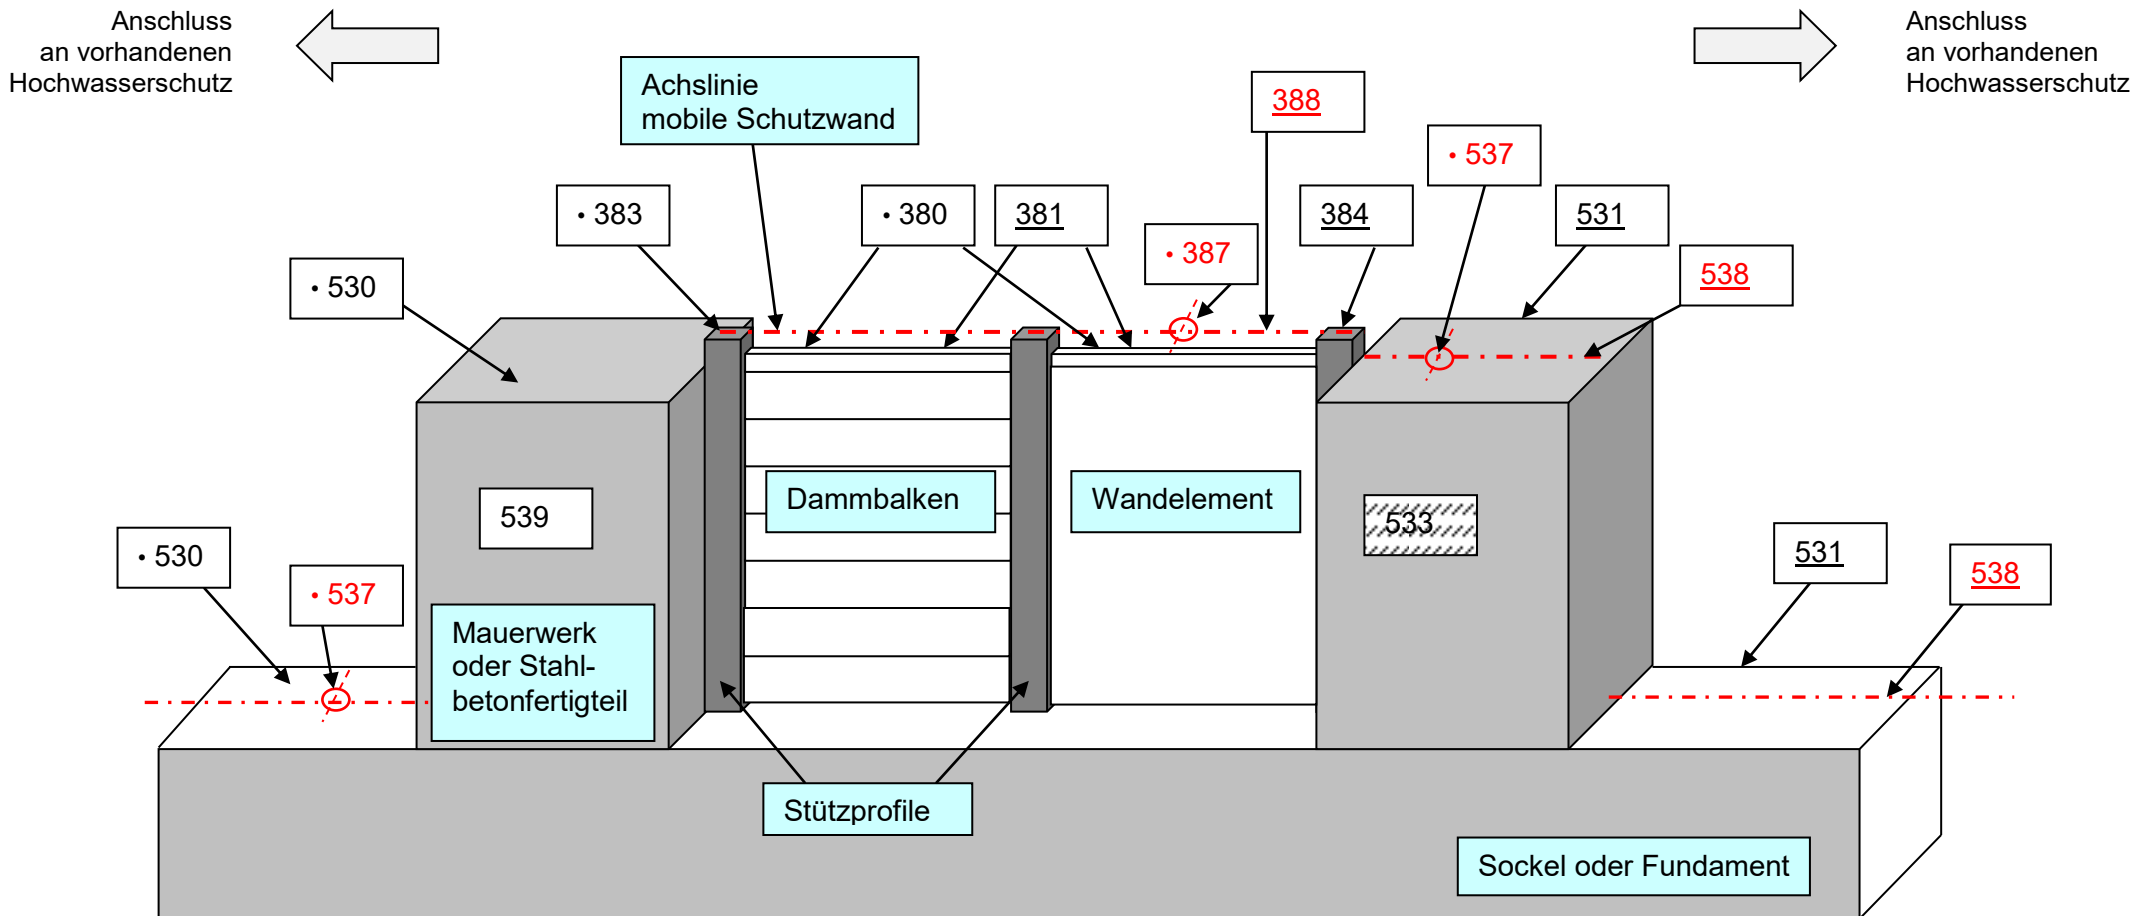 Anschluss
an vorhandenen
Hochwasserschutz
Anschluss
an vorhandenen
Hochwasserschutz
Achslinie
mobile Schutzwand
388
• 537
• 383
• 380
381
384
531
• 387
538
• 530
Dammbalken
Wandelement
539
533
• 530
531
538
• 537
Mauerwerk
oder Stahl-
betonfertigteil
Stützprofile
Sockel oder Fundament